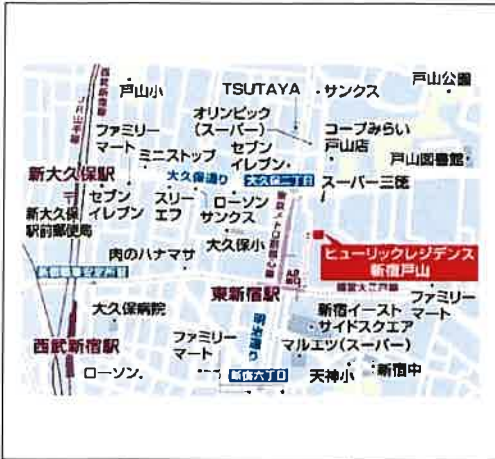 西武新宿線
JR山手線
戸山小
TSUTAYA
サンクス
戸山公園
オリンピック
(スーパー)
ファミリー
マート
コープみらい
戸山店
ミニストップ
セブン
イレブン
戸山図書館
新大久保駅
大久保通り
大久保二丁目
スーパー三徳
セブン
イレブン
スリー
エフ
ローソン
サンクス
新大久保
駅前郵便局
大久保小
肉のハナマサ
ヒューリックレジデンス
新宿戸山
東新宿駅
大久保病院
新宿イースト
サイドスクエア
ファミリー
マート
西武新宿駅
ファミリー
マート
マルエツ(スーパー)
ローソン
新宿六丁目
天神小
新宿中